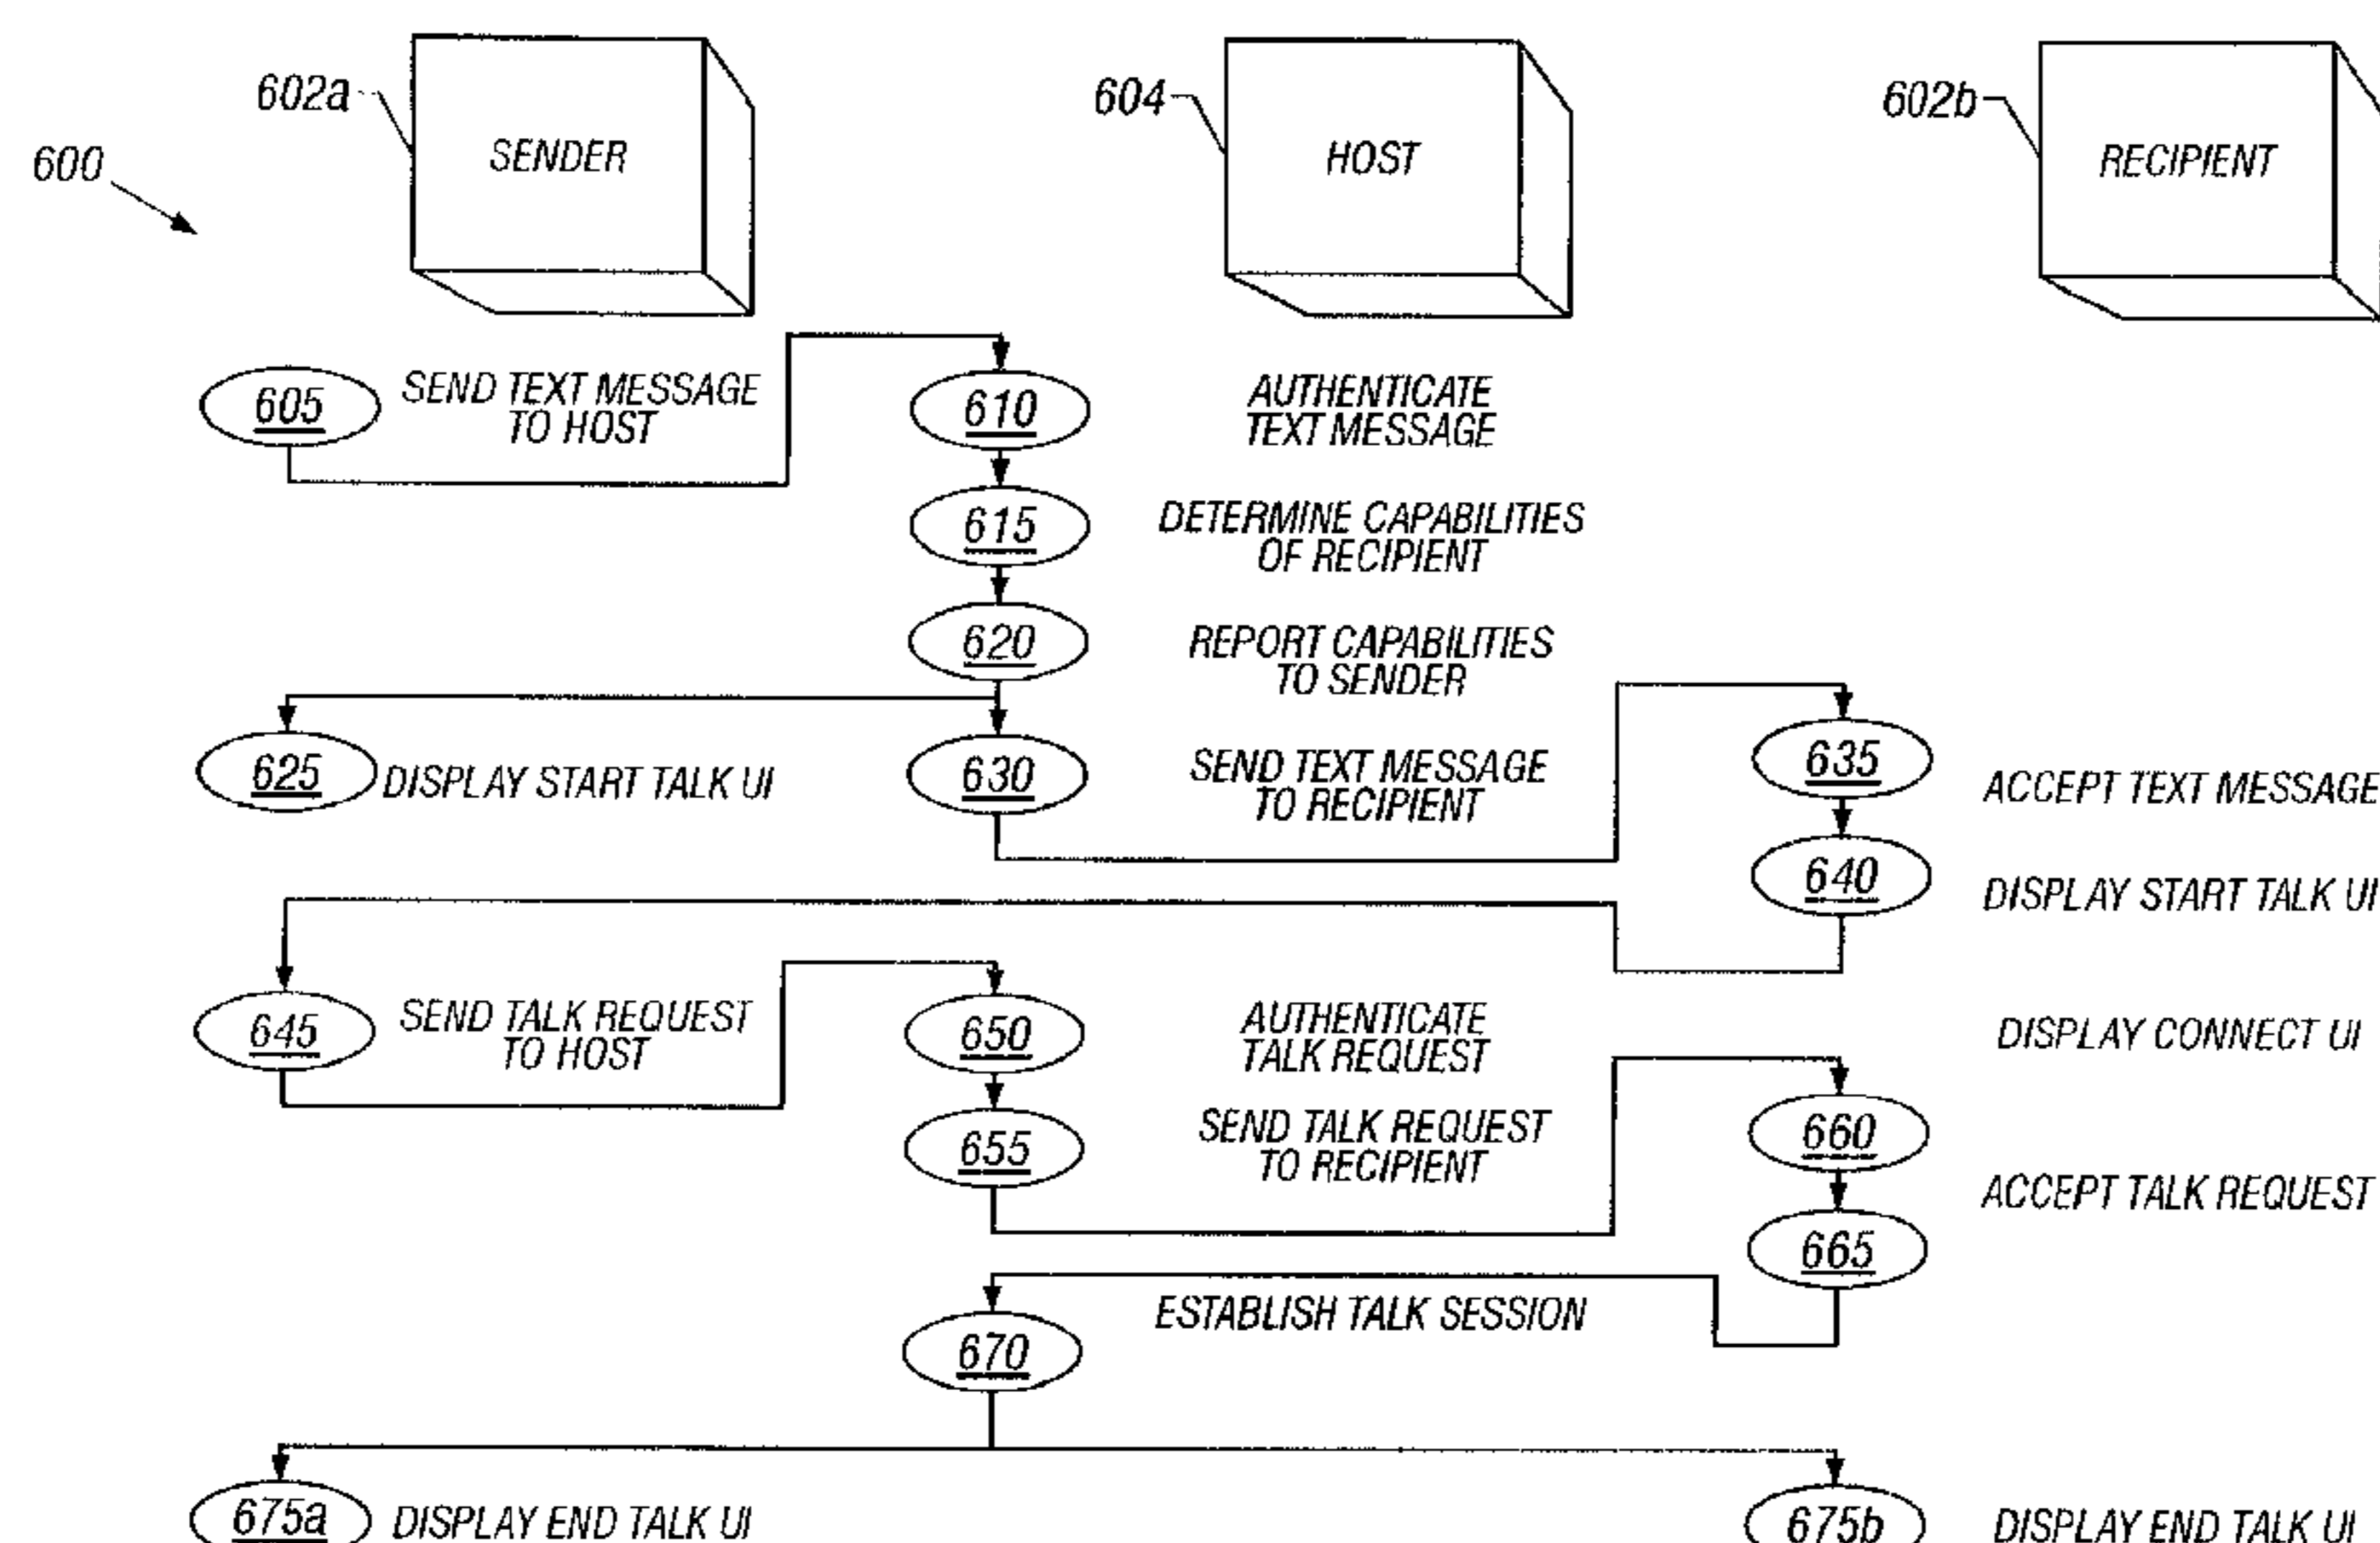 602a
604
602b
600
SENDER
HOST
RECIPIENT
605
SEND TEXT MESSAGE
TO HOST
610
AUTHENTICATE
TEXT MESSAGE
615
DETERMINE CAPABILITIES
OF RECIPIENT
620
REPORT CAPABILITIES
TO SENDER
625
DISPLAY START TALK UI
630
SEND TEXT MESSAGE
TO RECIPIENT
635
ACCEPT TEXT MESSAGE
640
DISPLAY START TALK UI
645
SEND TALK REQUEST
TO HOST
650
AUTHENTICATE
TALK REQUEST
DISPLAY CONNECT UI
655
SEND TALK REQUEST
TO RECIPIENT
660
ACCEPT TALK REQUEST
665
ESTABLISH TALK SESSION
670
675a
DISPLAY END TALK UI
675b
DISPLAY END TALK UI